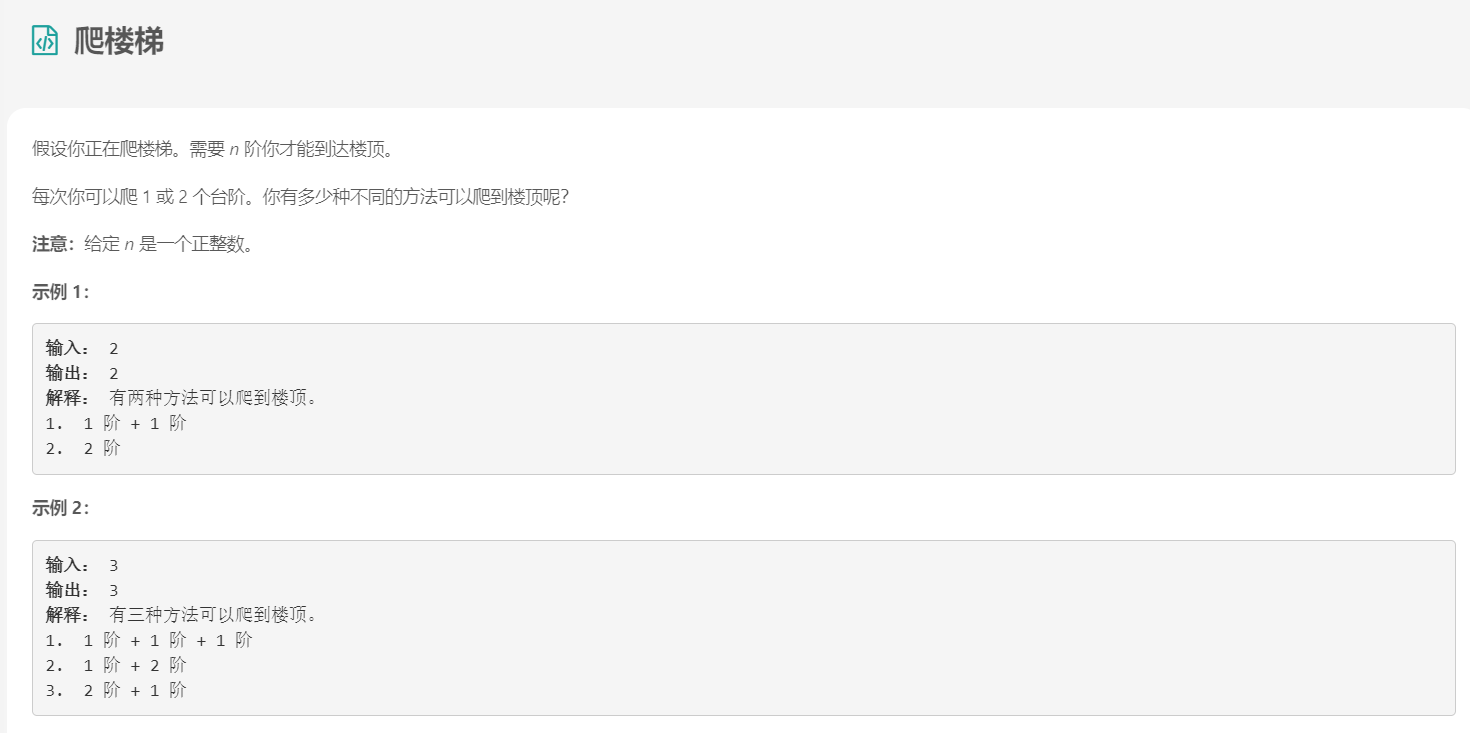 爬楼梯
假设你正在爬楼梯。需要 n 阶你才能到达楼顶。
每次你可以爬 1 或 2 个台阶。你有多少种不同的方法可以爬到楼顶呢？
注意：给定 n 是一个正整数。
示例 1：
输入： 2
输出： 2
解释： 有两种方法可以爬到楼顶。
1. 1 阶 + 1 阶
2. 2 阶
示例 2：
输入： 3
输出： 3
解释： 有三种方法可以爬到楼顶。
1. 1 阶 + 1 阶 + 1 阶
2. 1 阶 + 2 阶
3. 2 阶 + 1 阶